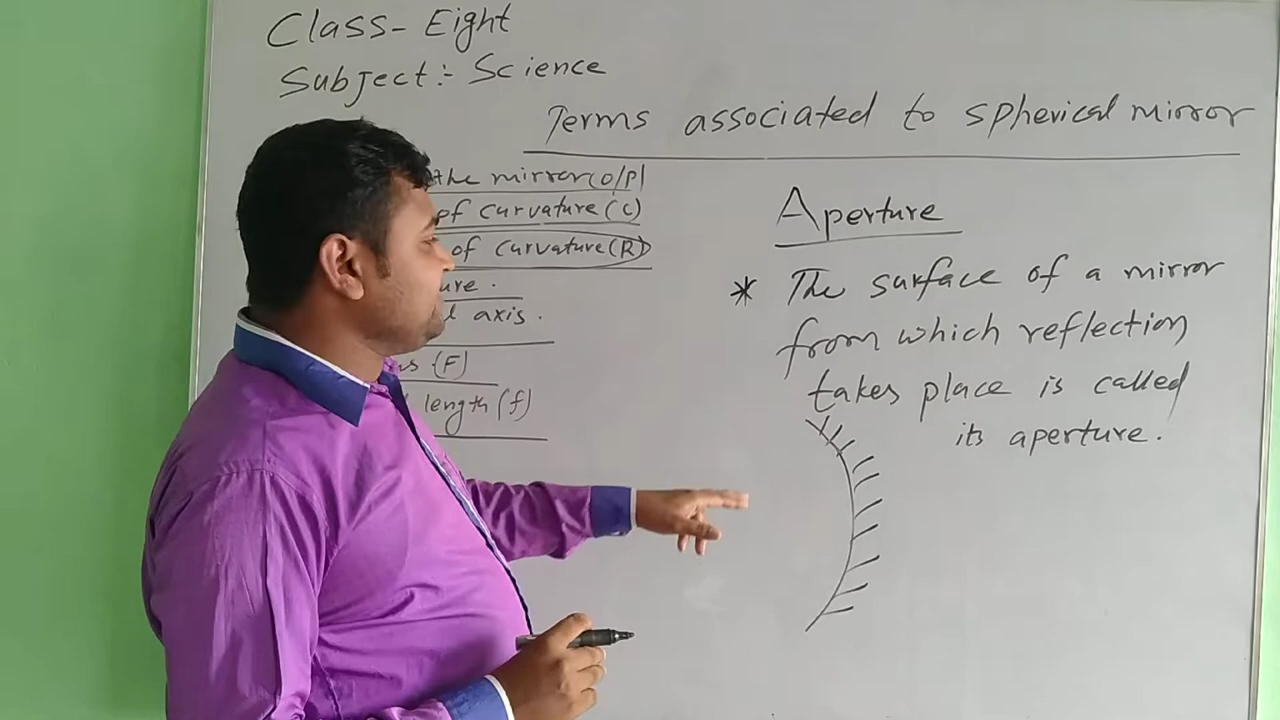 Class- Eight
Subject:- Science
Terms associated to spherical mirror
the mirror(O/P)
of curvature(C)
of curvature(R)
ure.
l axis.
us (F)
length(f)
Aperture
* The surface of a mirror
from which reflection
takes place is called
its aperture.